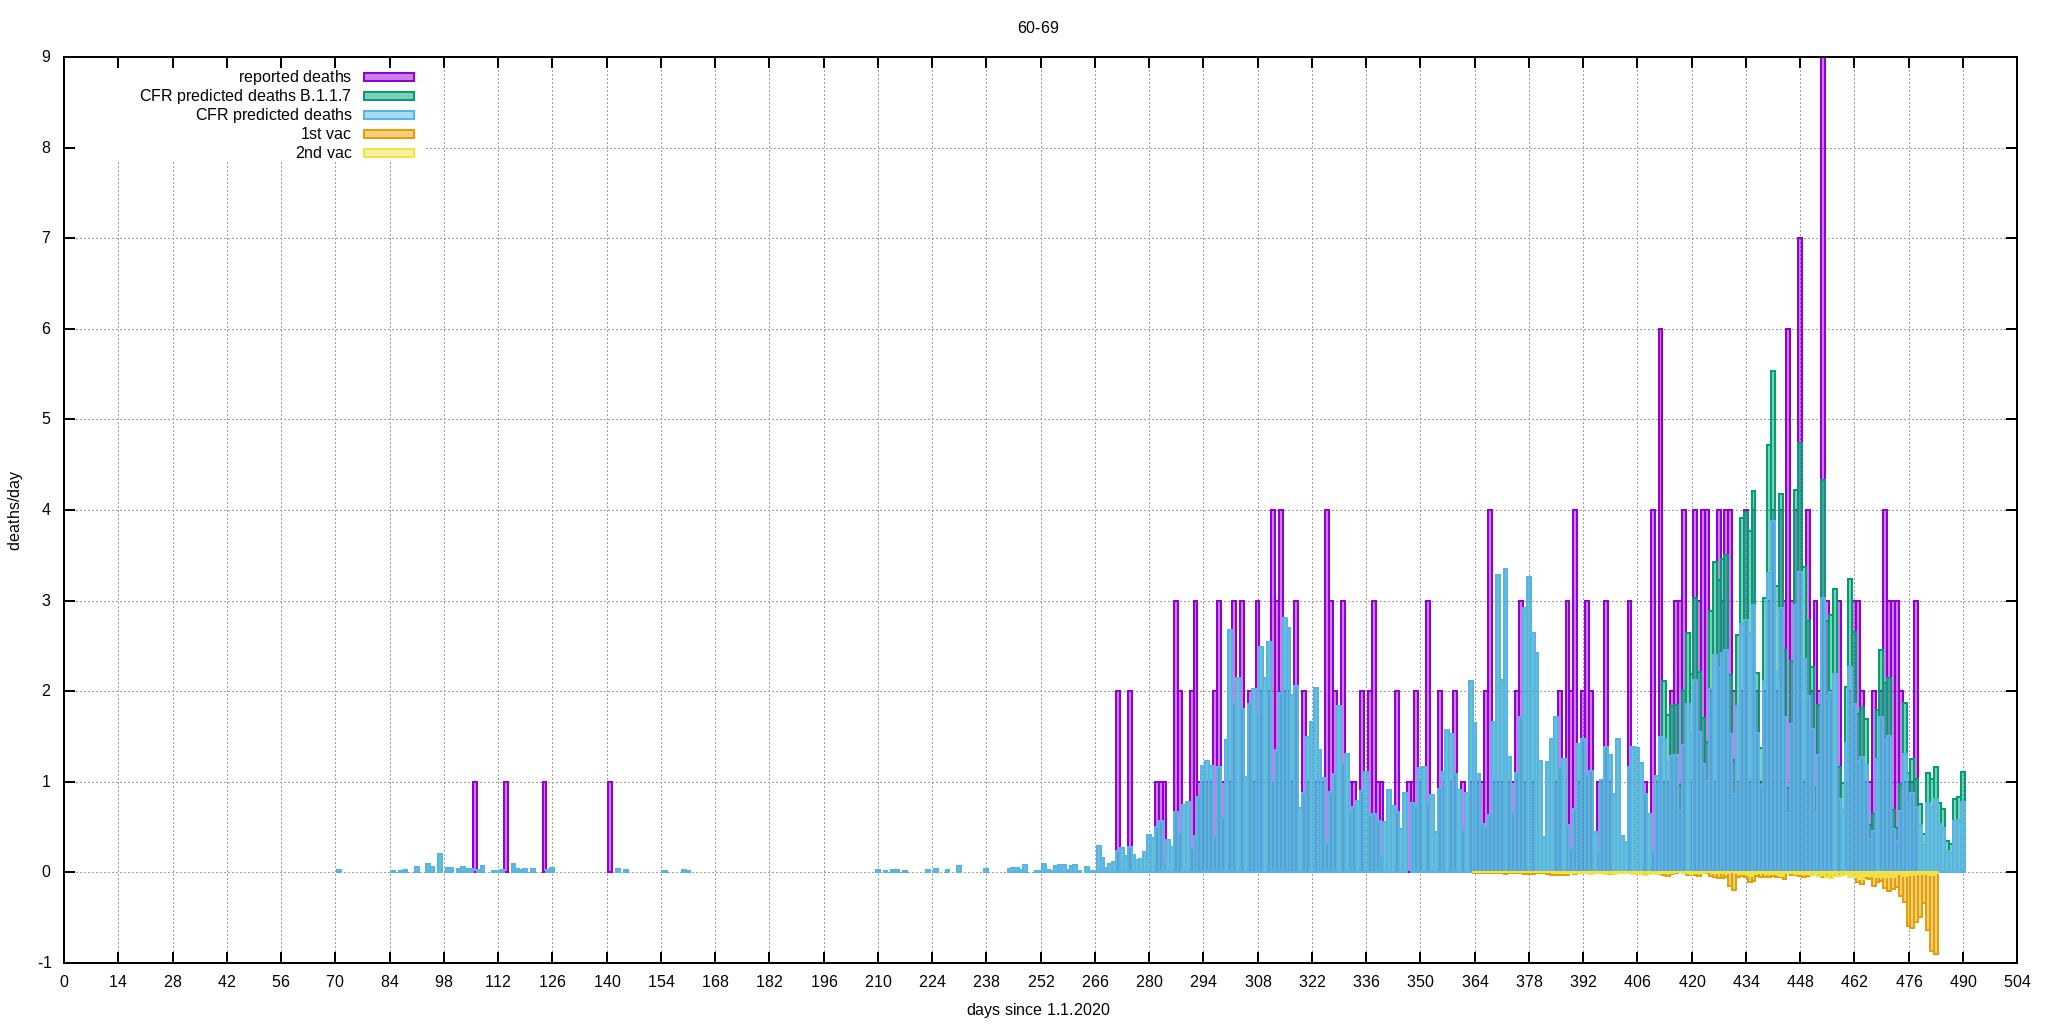 60-69
reported deaths
CFR predicted deaths B.1.1.7
CFR predicted deaths
1st vac
2nd vac
9
8
7
6
5
4
3
2
1
0
-1
deaths/day
0 14 28 42 56 70 84 98 112 126 140 154 168 182 196 210 224 238 252 266 280 294 308 322 336 350 364 378 392 406 420 434 448 462 476 490 504
days since 1.1.2020